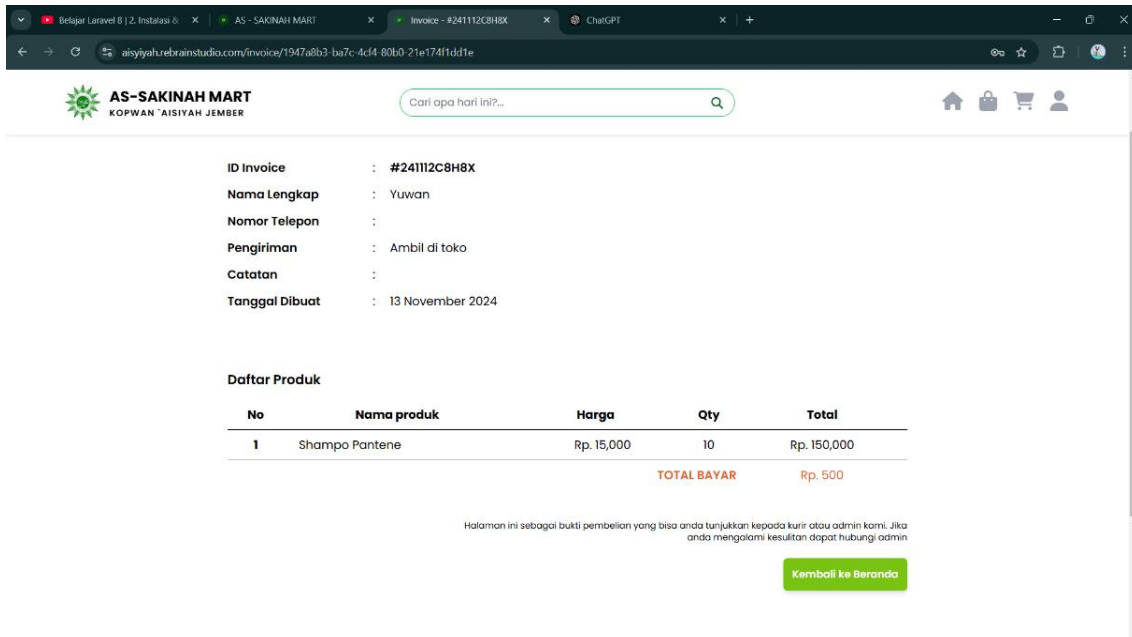 Belajar Laravel 8 | 2. Instalasi &
AS - SAKINAH MART
Invoice - #241112C8H8X
ChatGPT
aisyiyah.rebrainstudio.com/invoice/1947a8b3-ba7c-4cf4-80b0-21e174f1dd1e
AS-SAKINAH MART
KOPWAN `AISIYAH JEMBER
Cari apa hari ini?...
ID Invoice : #241112C8H8X
Nama Lengkap : Yuwan
Nomor Telepon :
Pengiriman : Ambil di toko
Catatan :
Tanggal Dibuat : 13 November 2024
Daftar Produk
No Nama produk Harga Qty Total
1 Shampo Pantene Rp. 15,000 10 Rp. 150,000
TOTAL BAYAR Rp. 500
Halaman ini sebagai bukti pembelian yang bisa anda tunjukkan kepada kurir atau admin kami. Jika
anda mengalami kesulitan dapat hubungi admin
Kembali ke Beranda